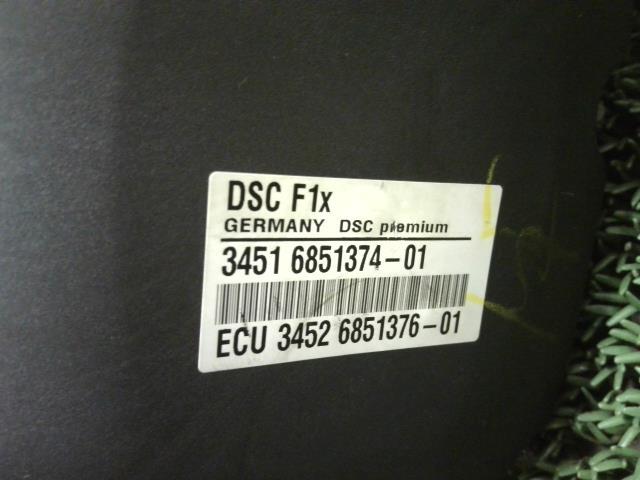 DSC F1x
GERMANY DSC premium
3451 6851374-01
ECU 3452 6851376-01